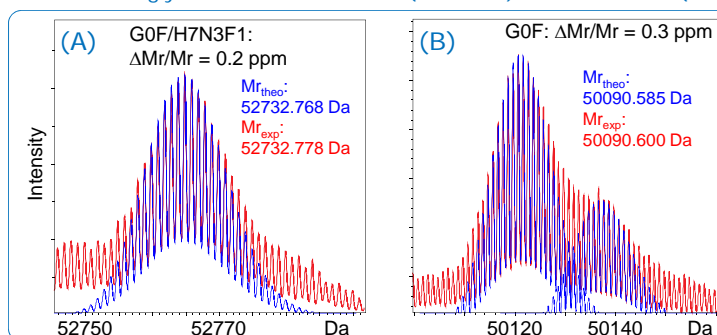 (A)
G0F/H7N3F1:
ΔMr/Mr = 0.2 ppm
Mrtheo:
52732.768 Da
Mrexp:
52732.778 Da
Intensity
52750 52770 Da
(B)
G0F: ΔMr/Mr = 0.3 ppm
Mrtheo:
50090.585 Da
Mrexp:
50090.600 Da
50120 50140 Da